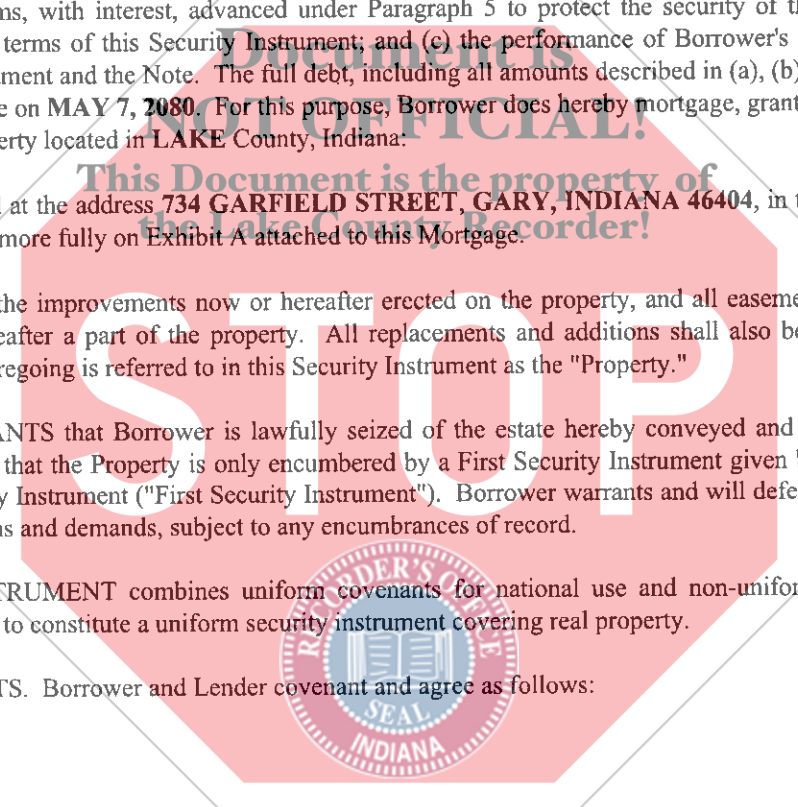 ns, with interest, advanced under Paragraph 5 to protect the security of th
terms of this Security Instrument; and (c) the performance of Borrower's
ument and the Note. The full debt, including all amounts described in (a), (b)
e on MAY 7, 2080. For this purpose, Borrower does hereby mortgage, grant
erty located in LAKE County, Indiana:
Document is
NOT OFFICIAL!
This Document is the property of
the Lake County Recorder!
at the address 734 GARFIELD STREET, GARY, INDIANA 46404, in t
more fully on Exhibit A attached to this Mortgage.
the improvements now or hereafter erected on the property, and all easeme
eafter a part of the property. All replacements and additions shall also be
regoing is referred to in this Security Instrument as the "Property."
STOP
ANTS that Borrower is lawfully seized of the estate hereby conveyed and
that the Property is only encumbered by a First Security Instrument given
y Instrument ("First Security Instrument"). Borrower warrants and will defe
ns and demands, subject to any encumbrances of record.
TRUMENT combines uniform covenants for national use and non-unifor
to constitute a uniform security instrument covering real property.
TS. Borrower and Lender covenant and agree as follows:
RECORDER'S OFFICE
SEAL
INDIANA